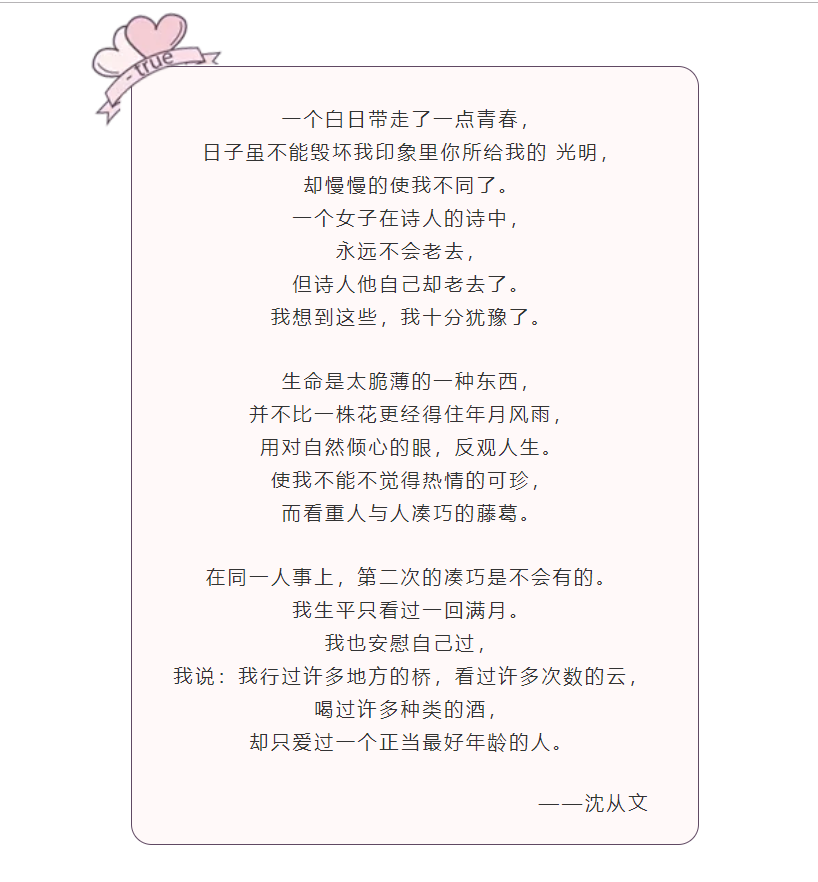 - true
一个白日带走了一点青春，
日子虽不能毁坏我印象里你所给我的 光明，
却慢慢的使我不同了。
一个女子在诗人的诗中，
永远不会老去，
但诗人他自己却老去了。
我想到这些，我十分犹豫了。
生命是太脆薄的一种东西，
并不比一株花更经得住年月风雨，
用对自然倾心的眼，反观人生。
使我不能不觉得热情的可珍，
而看重人与人凑巧的藤葛。
在同一人事上，第二次的凑巧是不会有的。
我生平只看过一回满月。
我也安慰自己过，
我说：我行过许多地方的桥，看过许多次数的云，
喝过许多种类的酒，
却只爱过一个正当最好年龄的人。
——沈从文